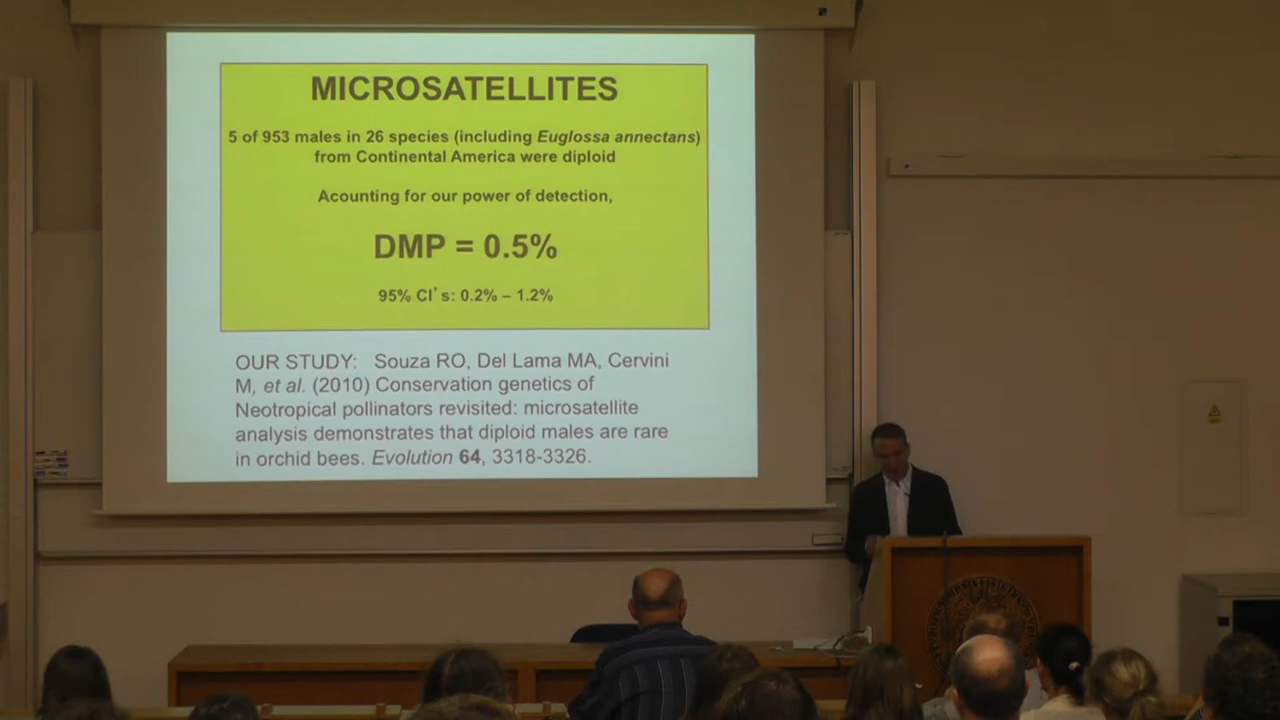 MICROSATELLITES
5 of 953 males in 26 species (including Euglossa annectans)
from Continental America were diploid
Acounting for our power of detection,
DMP = 0.5%
95% CI's: 0.2% – 1.2%
OUR STUDY: Souza RO, Del Lama MA, Cervini
M, et al. (2010) Conservation genetics of
Neotropical pollinators revisited: microsatellite
analysis demonstrates that diploid males are rare
in orchid bees. Evolution 64, 3318-3326.